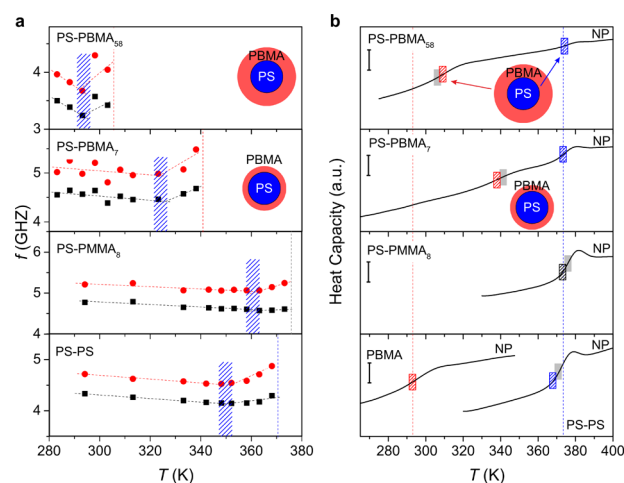 a
b
PS-PBMA58
PBMA
PS
4
3
PS-PBMA7
PBMA
PS
5
4
PS-PMMA8
6
5
4
PS-PS
5
4
280 300 320 340 360 380
T (K)
f (GHZ)
PS-PBMA58
NP
PBMA
PS
PS-PBMA7
NP
PBMA
PS
PS-PMMA8
NP
PBMA
NP
NP
PS-PS
280 300 320 340 360 380 400
T (K)
Heat Capacity (a.u.)